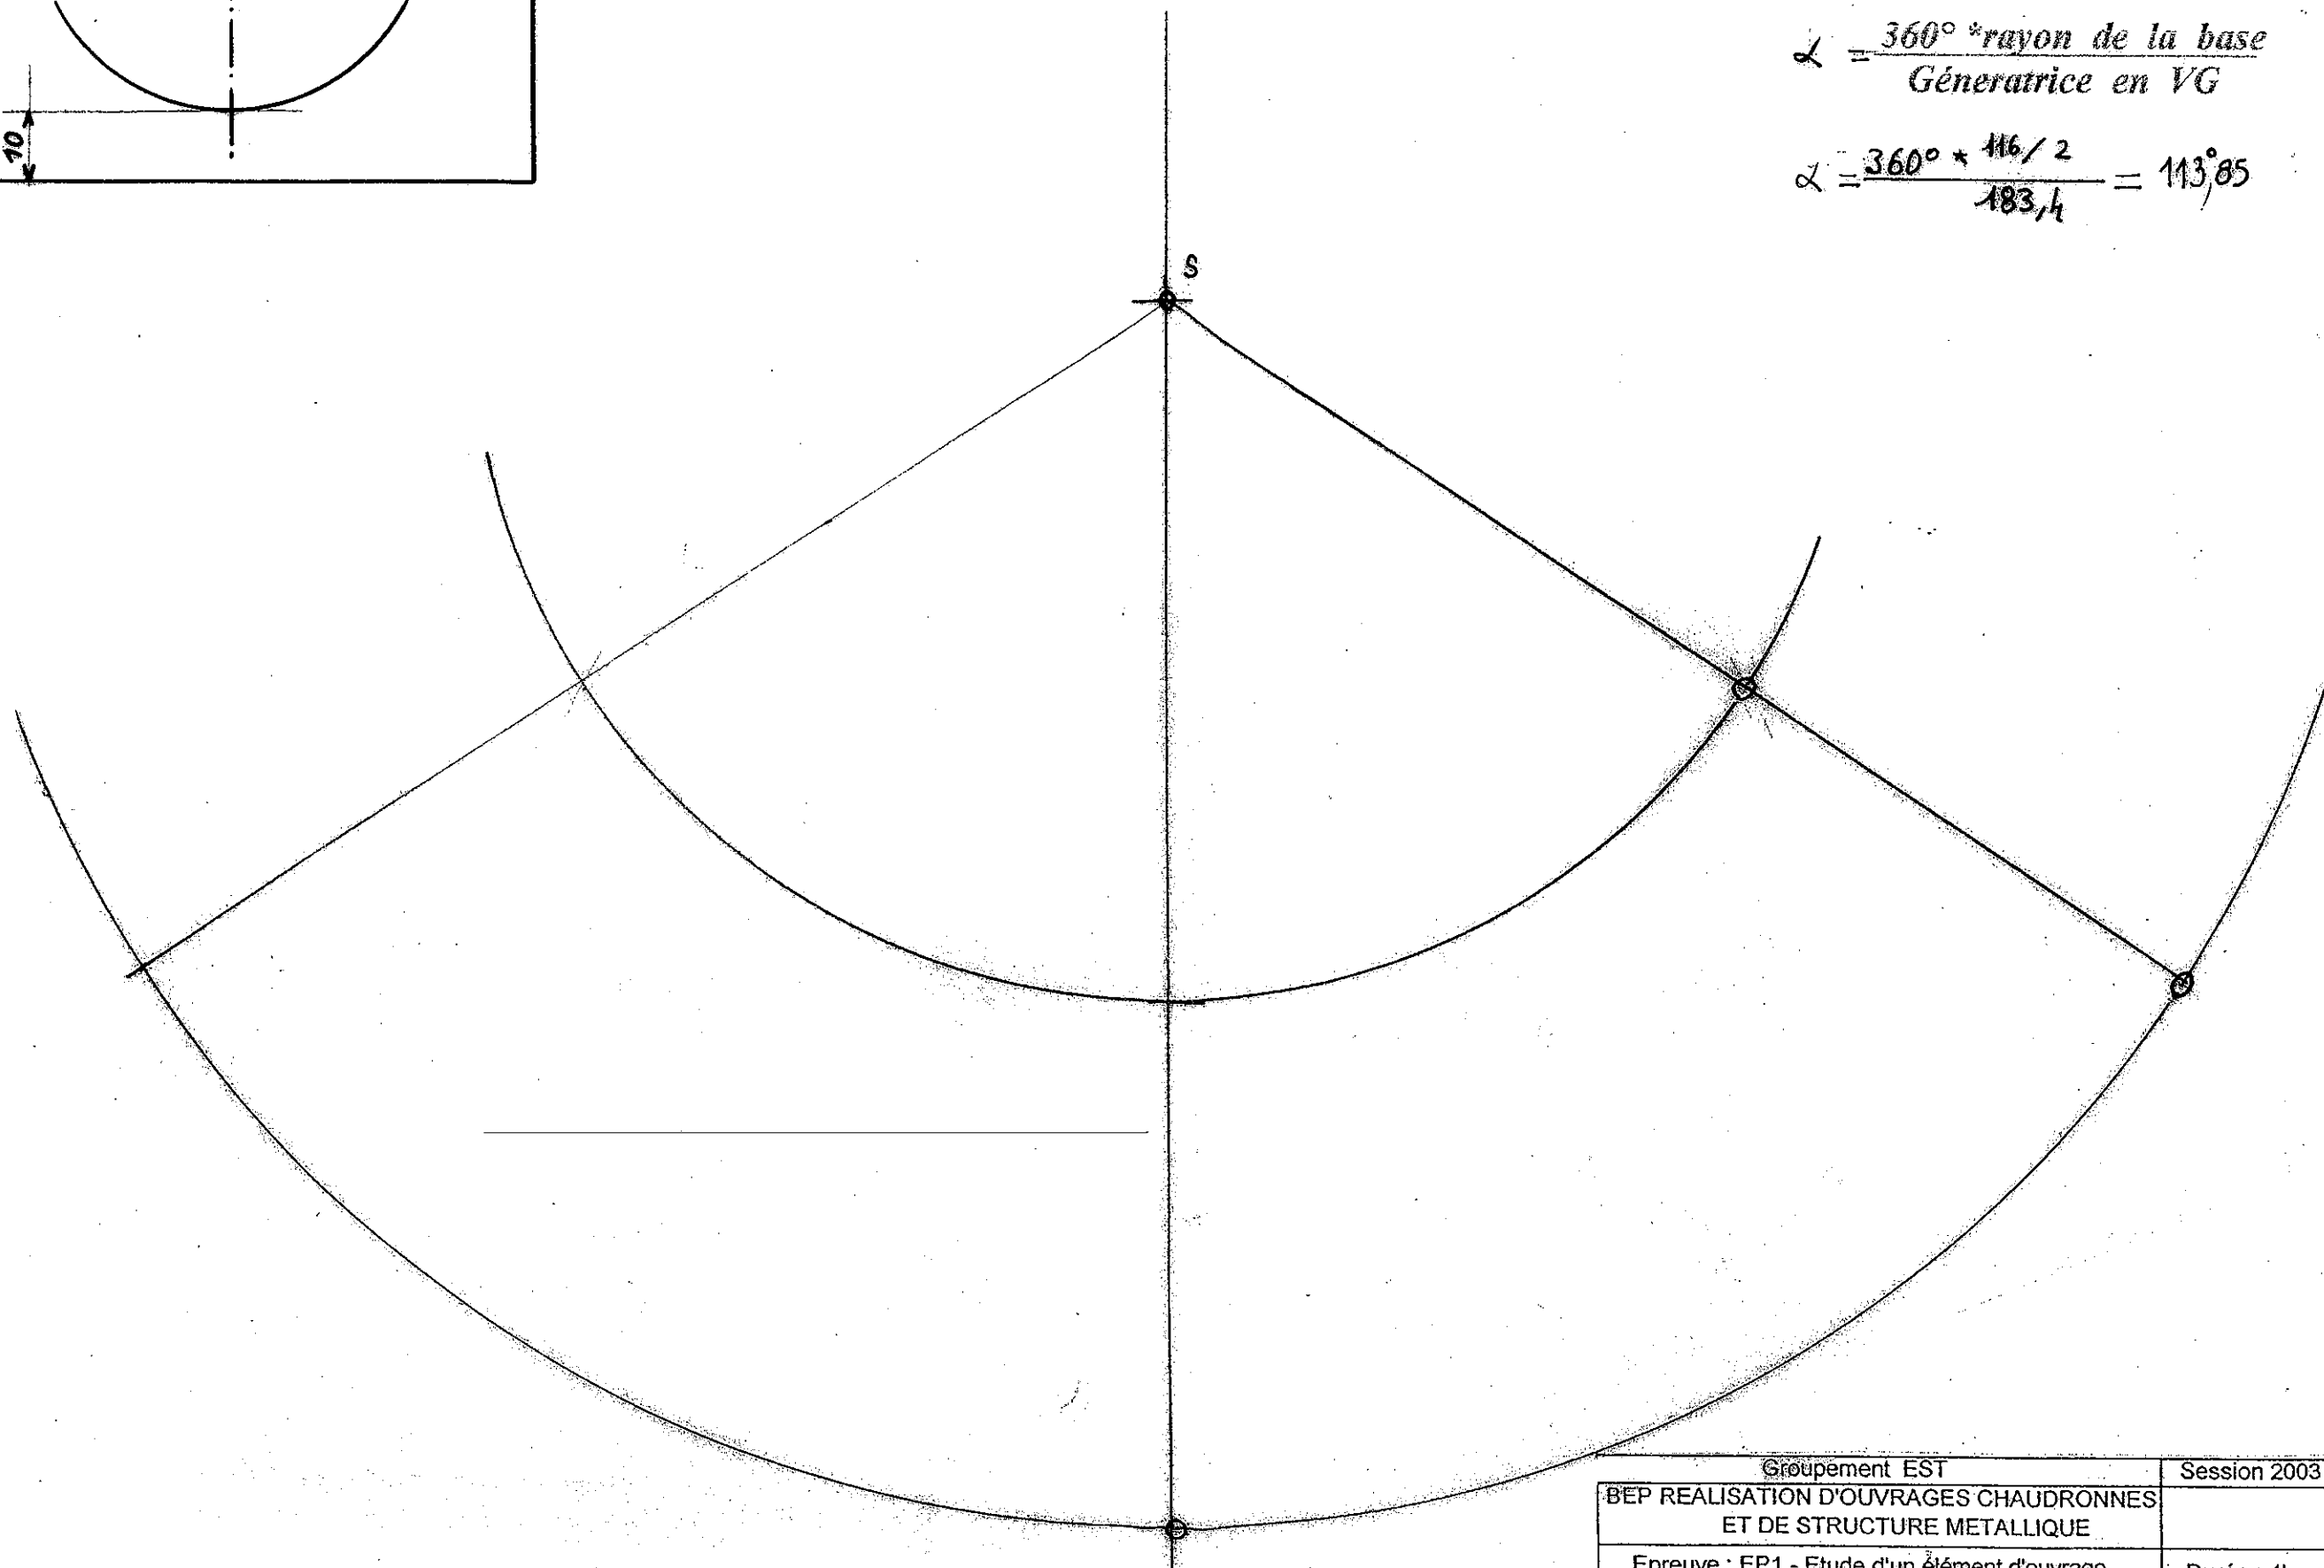 α = 360° *rayon de la base
Géneratrice en VG
α = 360° * 116/2 = 113,°85
183,4
10
S
Groupement EST
Session 2003
BEP REALISATION D'OUVRAGES CHAUDRONNES
ET DE STRUCTURE METALLIQUE
Epreuve : EP1 - Etude d'un élément d'ouvrage